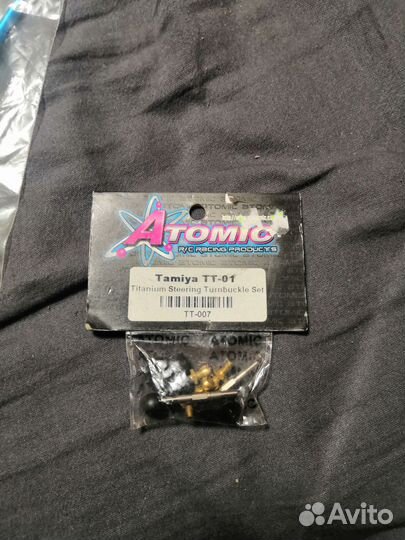 ATOMIC
R/C RACING PRODUCTS
ATOMIC
Tamiya TT-01
Titanium Steering Turnbuckle Set
TT-007
ATOMIC
Avito